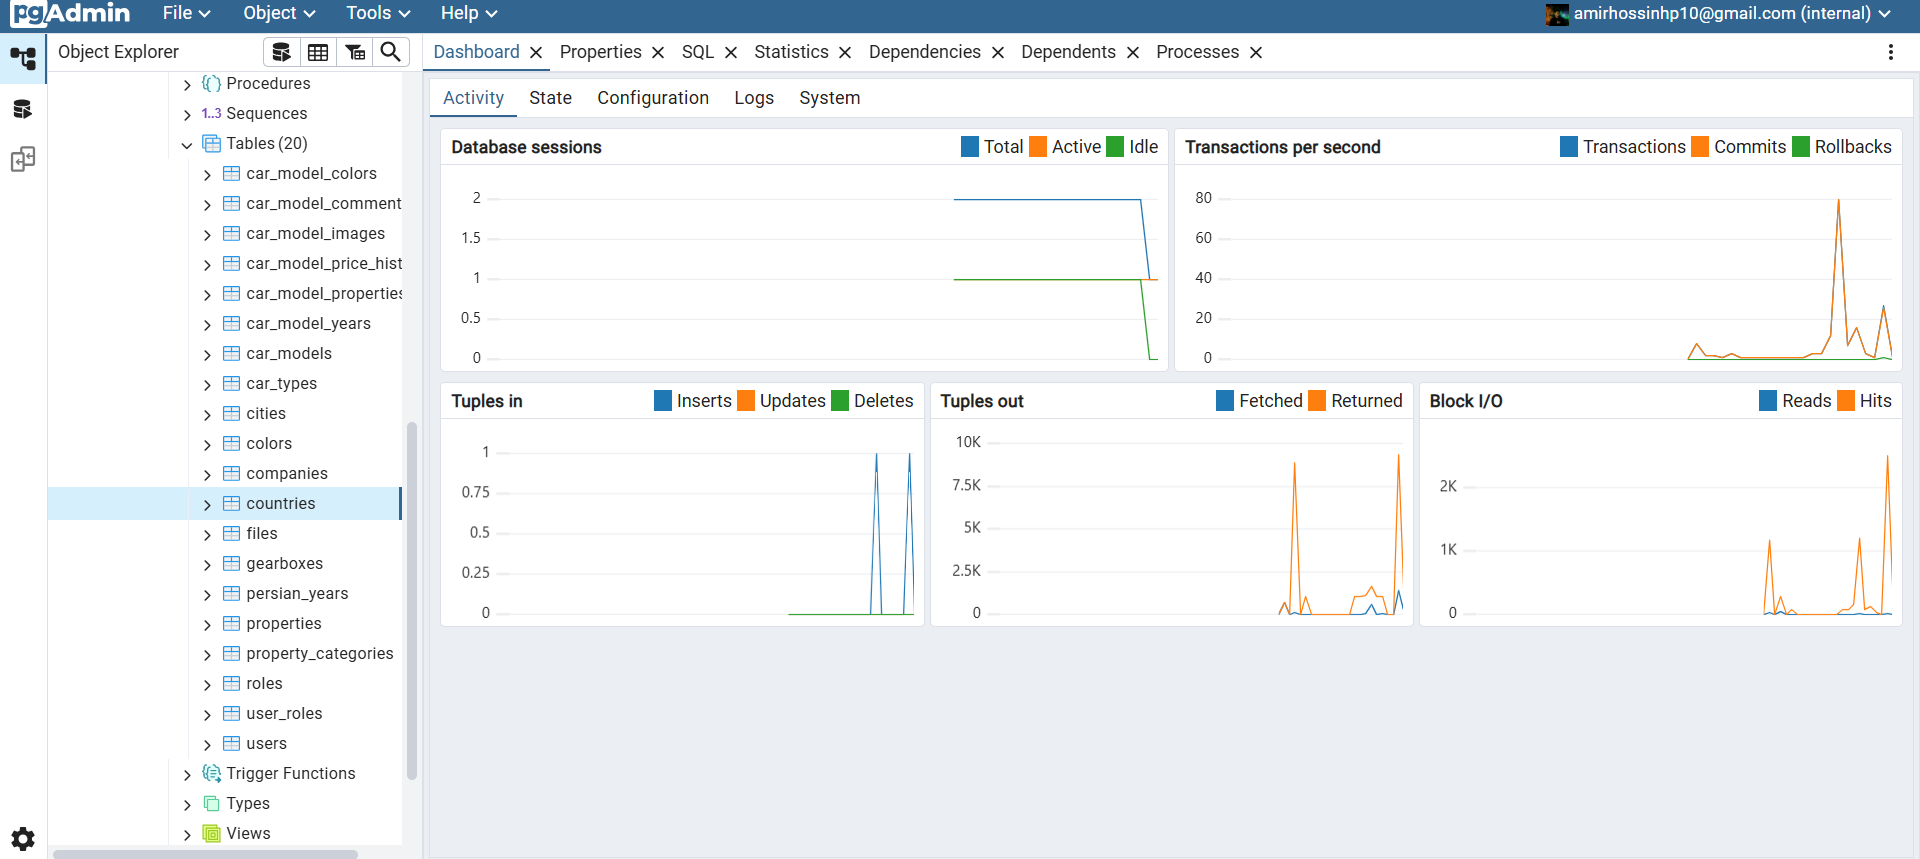 pgAdmin File Object Tools Help amirhossinhp10@gmail.com (internal)
Object Explorer
Dashboard Properties SQL Statistics Dependencies Dependents Processes
Procedures
1..3 Sequences
Tables (20)
car_model_colors
car_model_comment
car_model_images
car_model_price_hist
car_model_properties
car_model_years
car_models
car_types
cities
colors
companies
countries
files
gearboxes
persian_years
properties
property_categories
roles
user_roles
users
Trigger Functions
Types
Views
Activity State Configuration Logs System
Database sessions Total Active Idle
2
1.5
1
0.5
0
Transactions per second Transactions Commits Rollbacks
80
60
40
20
0
Tuples in Inserts Updates Deletes
1
0.75
0.5
0.25
0
Tuples out Fetched Returned
10K
7.5K
5K
2.5K
0
Block I/O Reads Hits
2K
1K
0